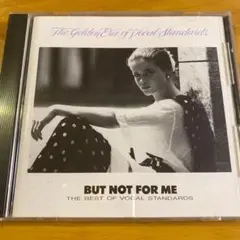 The Golden Era of Vocal Standards
BUT NOT FOR ME
THE BEST OF VOCAL STANDARDS